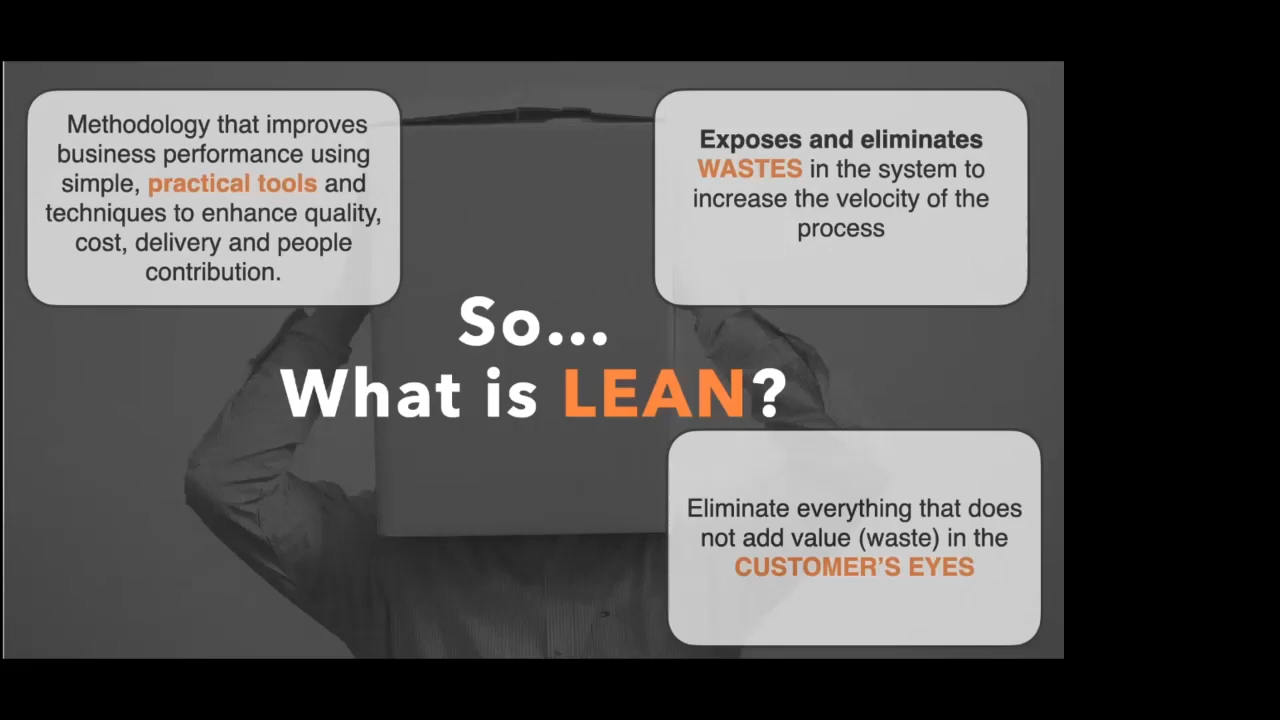 Methodology that improves
business performance using
simple, practical tools and
techniques to enhance quality,
cost, delivery and people
contribution.
Exposes and eliminates
WASTES in the system to
increase the velocity of the
process
So...
What is LEAN?
Eliminate everything that does
not add value (waste) in the
CUSTOMER'S EYES